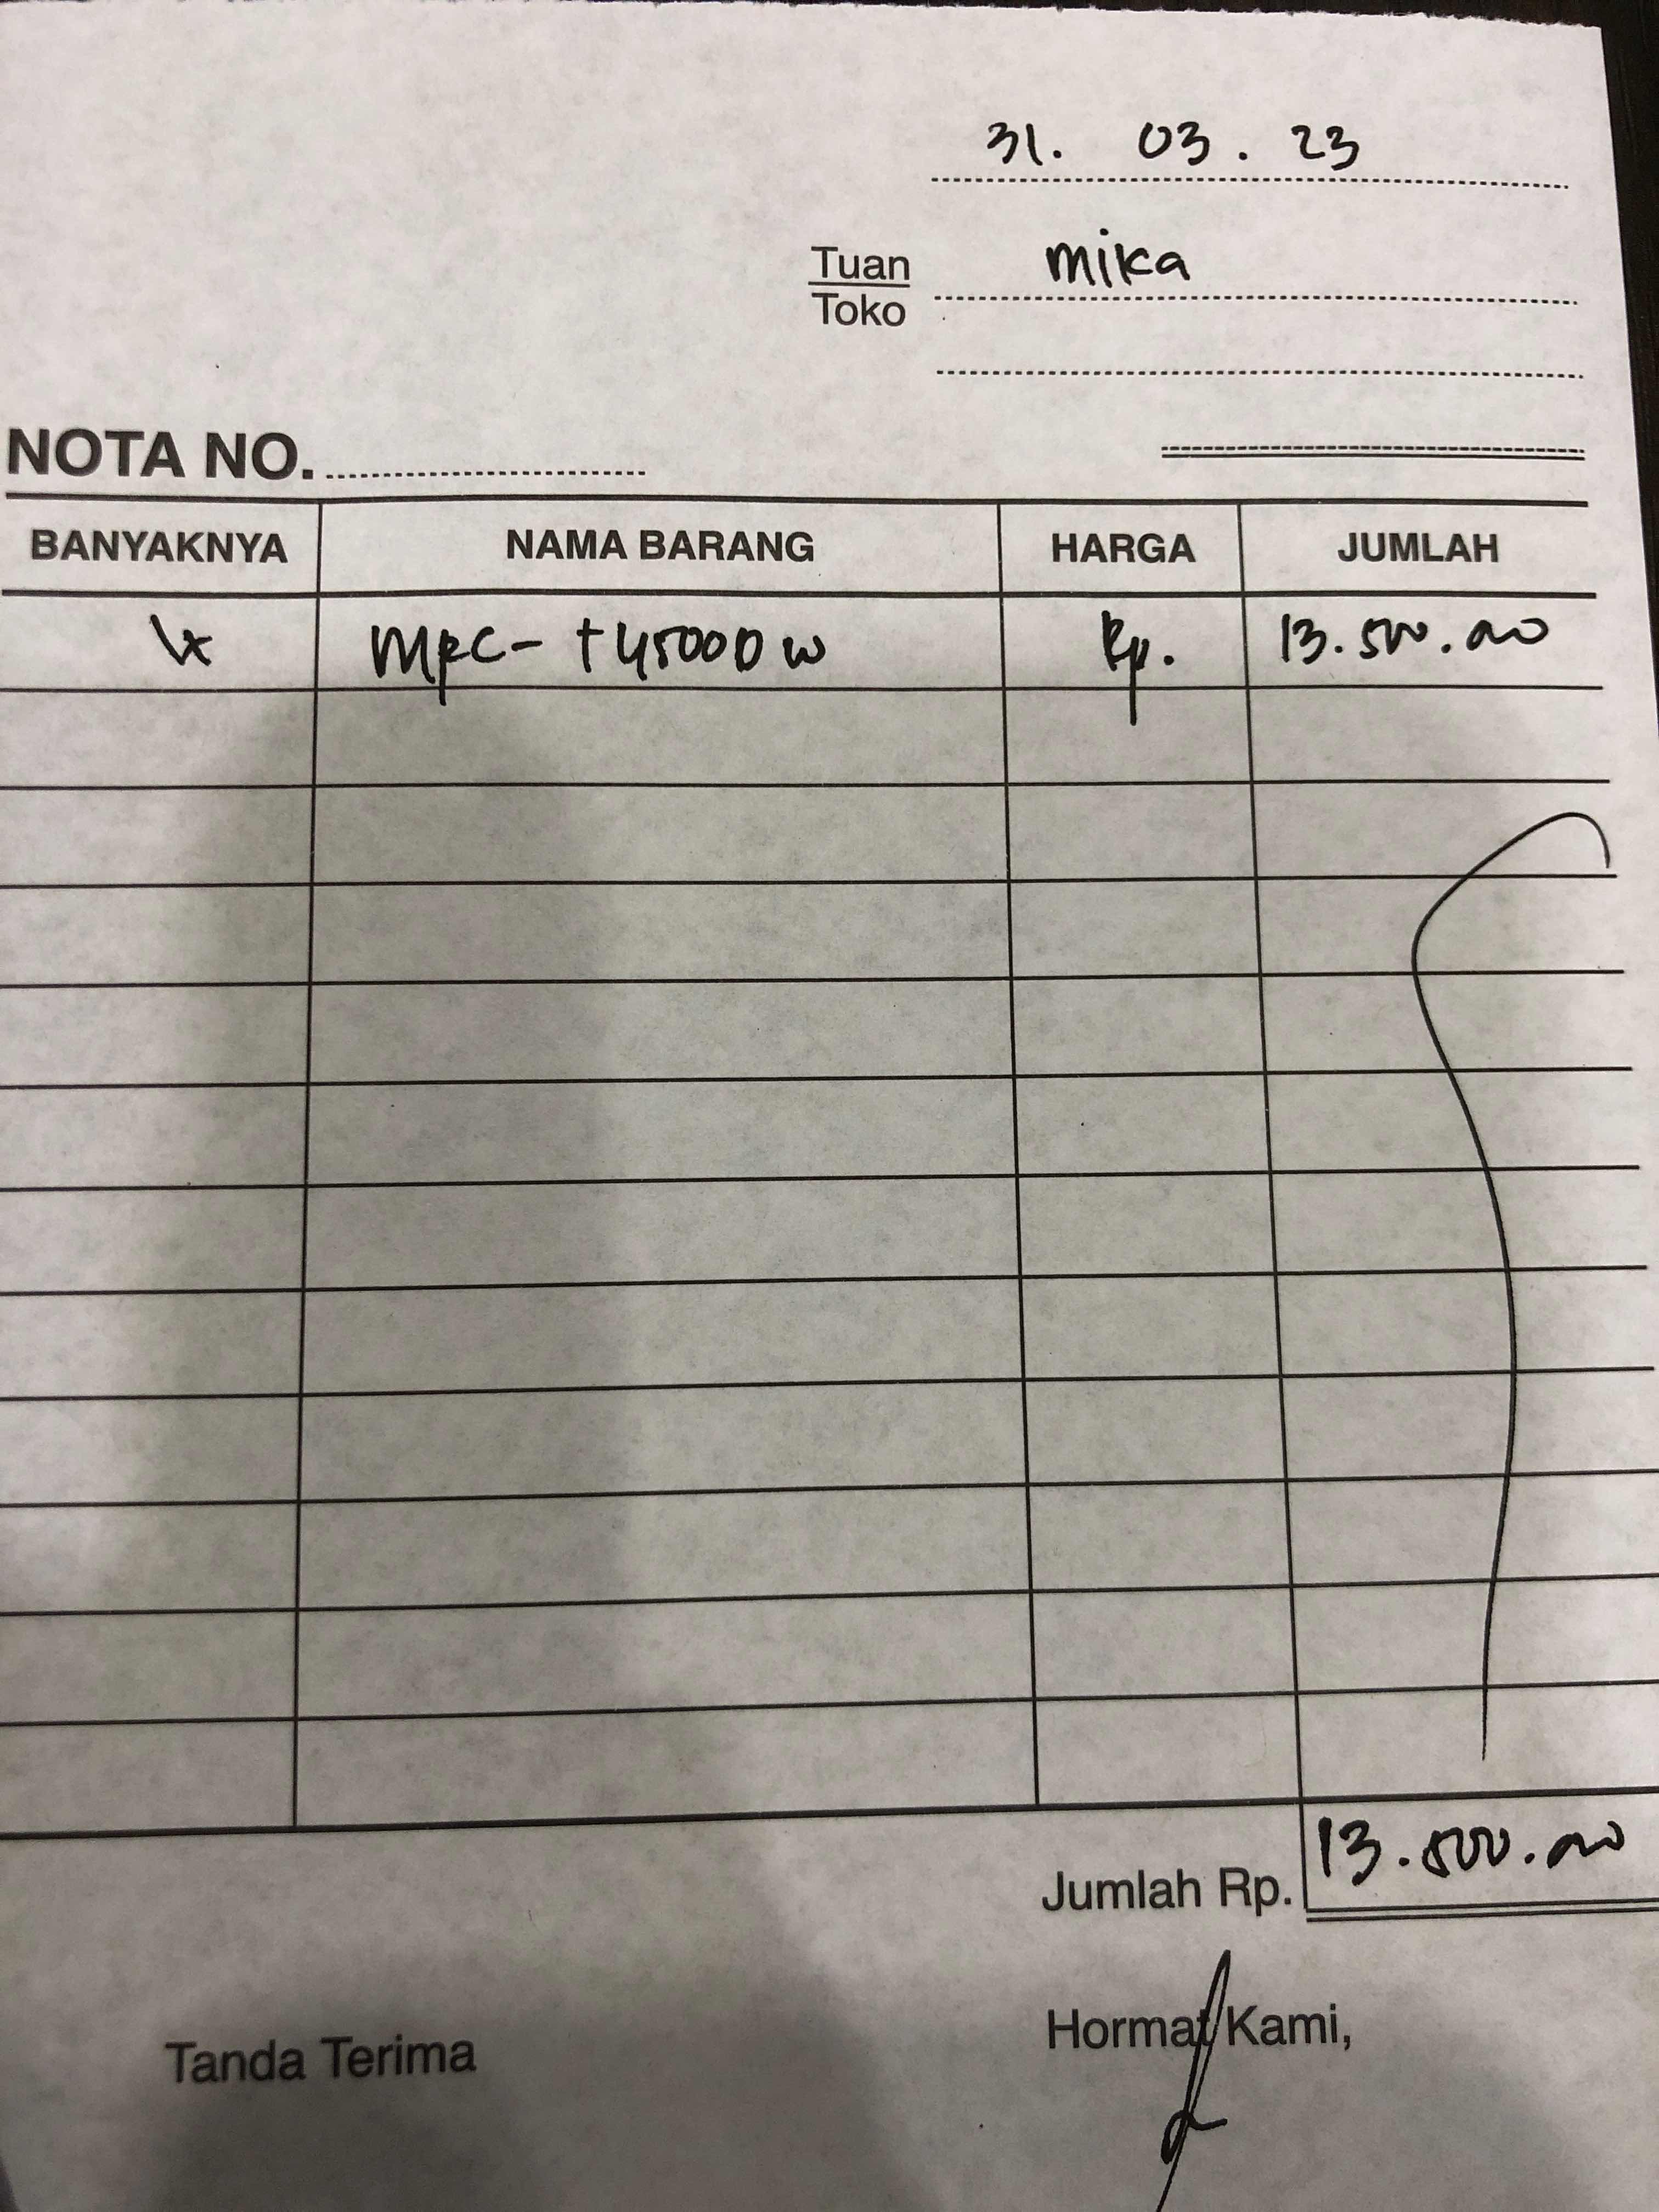 31. 03. 23
Tuan mika
Toko
NOTA NO.
BANYAKNYA NAMA BARANG HARGA JUMLAH
1x MPC- T45000W Rp. 13.500.000
Jumlah Rp. 13.500.000
Tanda Terima Hormat Kami,